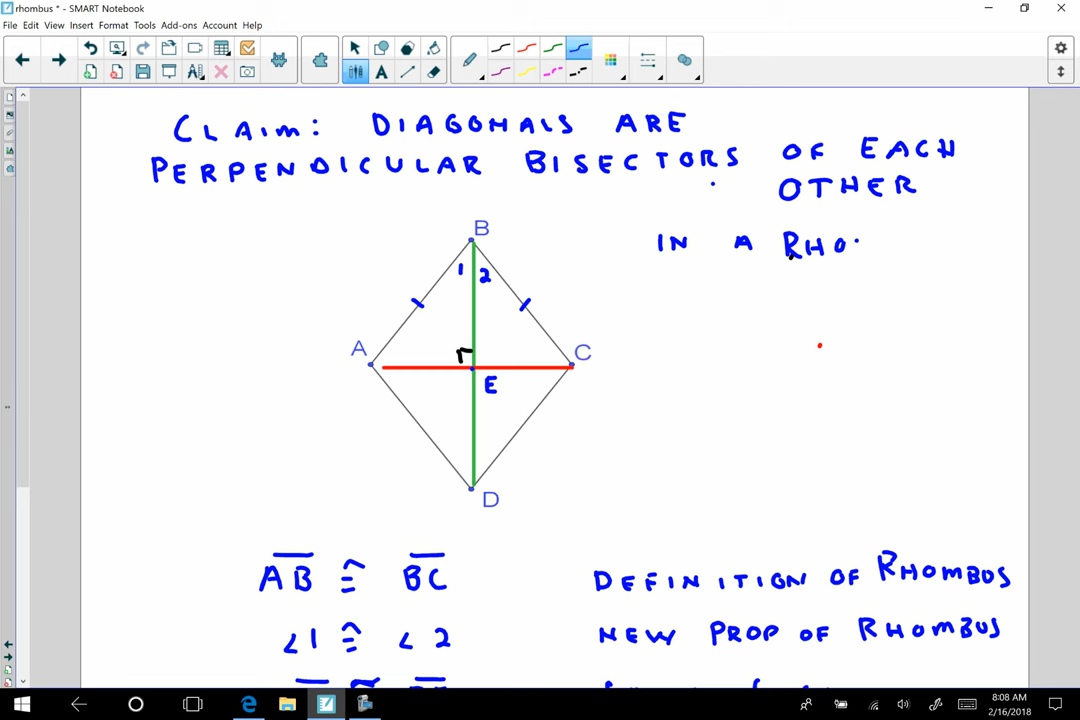 rhombus * - SMART Notebook
File Edit View Insert Format Tools Add-ons Account Help
CLAIM: DIAGONALS ARE
PERPENDICULAR BISECTORS OF EACH
OTHER
IN A RHO
B
1 2
A
C
E
D
AB ≅ BC DEFINITION OF RHOMBUS
∠1 ≅ ∠2 NEW PROP OF RHOMBUS
8:08 AM
2/16/2018